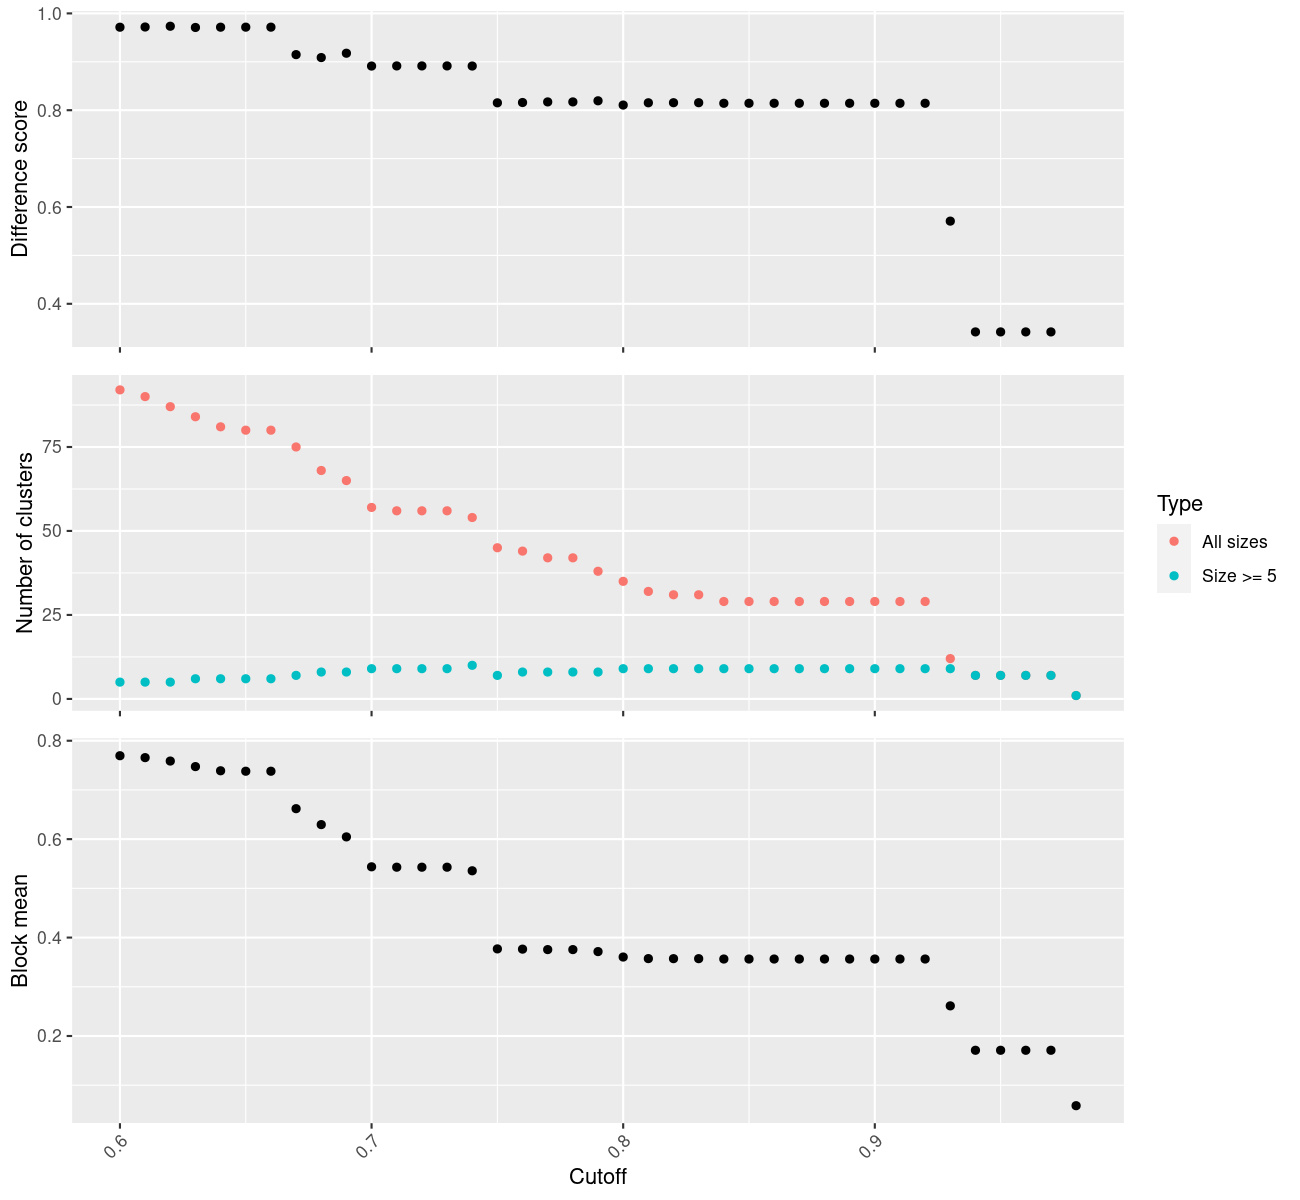 1.0
0.8
0.6
0.4
Difference score
75
50
25
0
Number of clusters
Type
All sizes
Size >= 5
0.8
0.6
0.4
0.2
Block mean
0.6
0.7
0.8
0.9
Cutoff